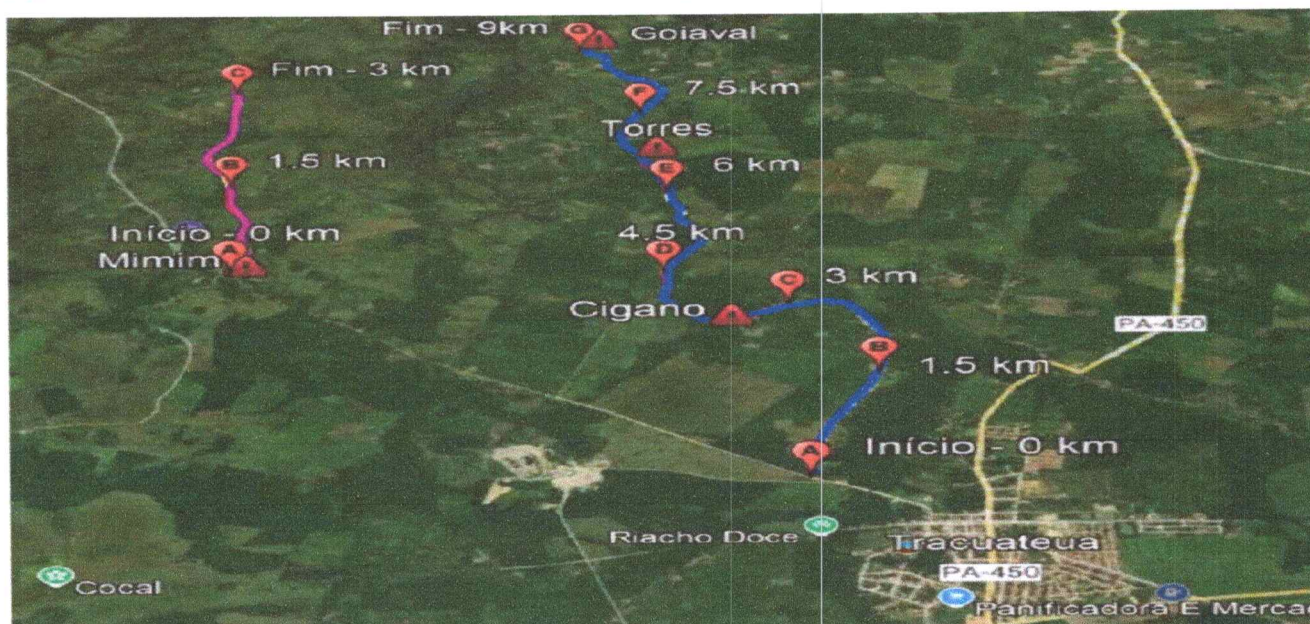 Fim - 9km
G
Goiaval
C
Fim - 3 km
F
7.5 km
Torres
B
1.5 km
E
6 km
Início - 0 km
4.5 km
A
Mimim
D
C
3 km
Cigano
PA-450
B
1.5 km
A
Início - 0 km
Riacho Doce
Tracuateua
PA-450
Cocal
Panificadora E Mercad